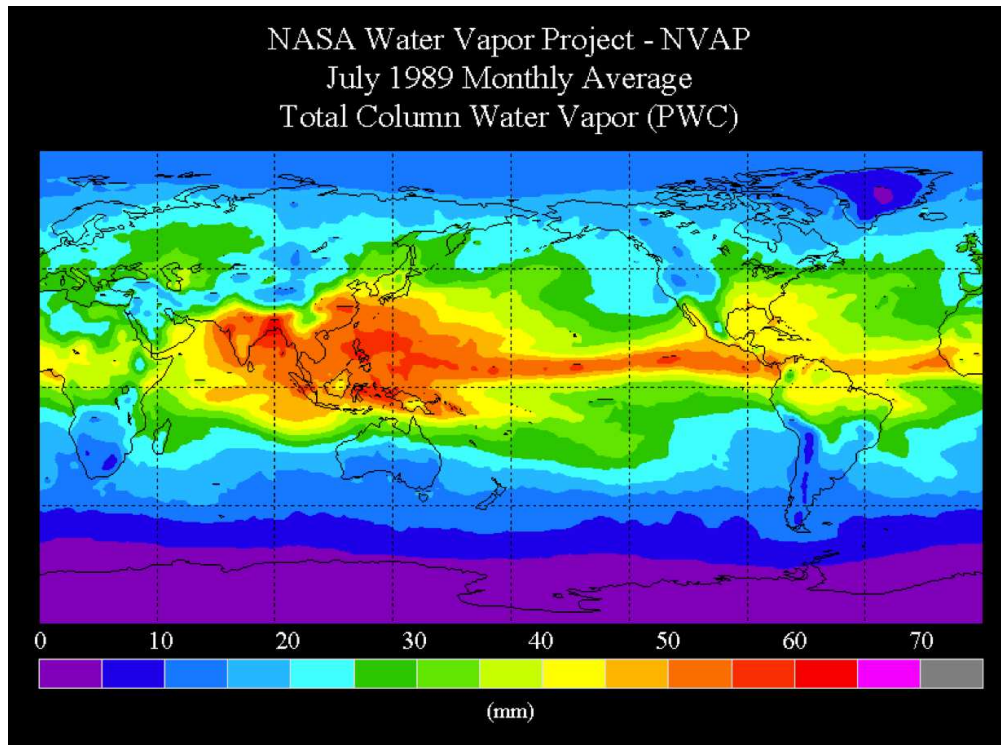 NASA Water Vapor Project - NVAP
July 1989 Monthly Average
Total Column Water Vapor (PWC)
0 10 20 30 40 50 60 70
(mm)